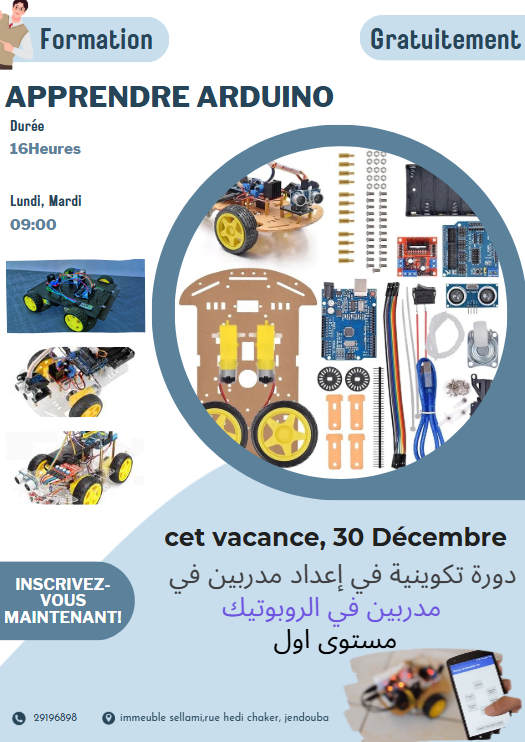 Formation
Gratuitement
APPRENDRE ARDUINO
Durée
16Heures
Lundi, Mardi
09:00
cet vacance, 30 Décembre
دورة تكوينية في إعداد مدربين في
مدربين في الروبوتيك
مستوى اول
INSCRIVEZ-
VOUS
MAINTENANT!
29196898
immeuble sellami,rue hedi chaker, jendouba